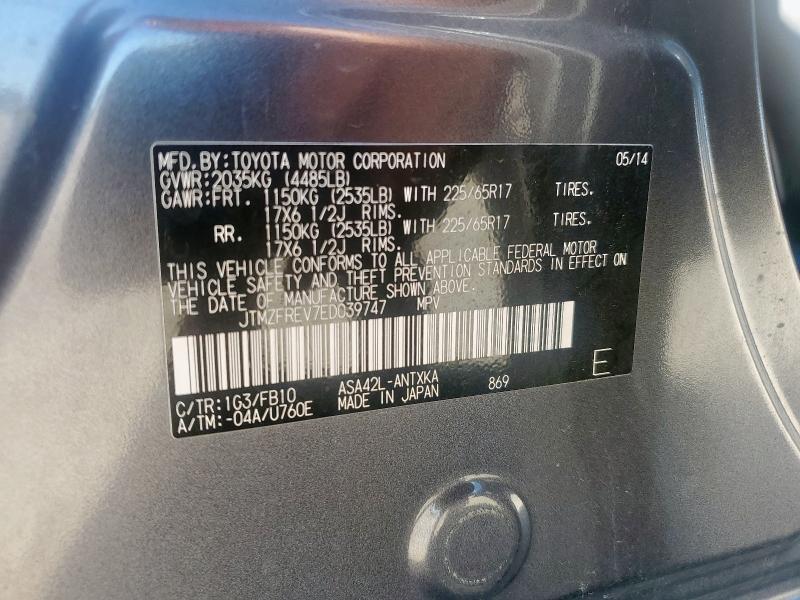 MFD.BY:TOYOTA MOTOR CORPORATION 05/14
GVWR:2035KG (4485LB)
GAWR:FRT. 1150KG (2535LB) WITH 225/65R17 TIRES.
17X6 1/2J RIMS.
RR. 1150KG (2535LB) WITH 225/65R17 TIRES.
17X6 1/2J RIMS.
THIS VEHICLE CONFORMS TO ALL APPLICABLE FEDERAL MOTOR
VEHICLE SAFETY AND THEFT PREVENTION STANDARDS IN EFFECT ON
THE DATE OF MANUFACTURE SHOWN ABOVE.
JTMZFREV7ED039747 MPV
C/TR:1G3/FB10 ASA42L-ANTXKA 869 E
A/TM:-04A/U760E MADE IN JAPAN